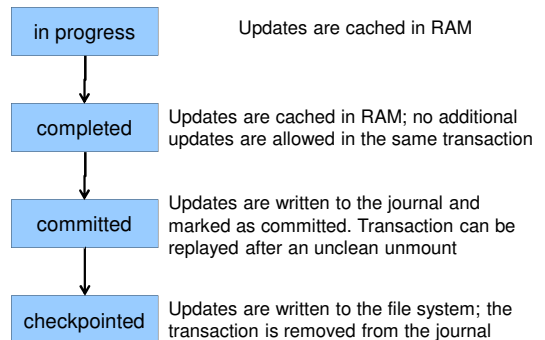 in progress
Updates are cached in RAM
completed
Updates are cached in RAM; no additional
updates are allowed in the same transaction
committed
Updates are written to the journal and
marked as committed. Transaction can be
replayed after an unclean unmount
checkpointed
Updates are written to the file system; the
transaction is removed from the journal